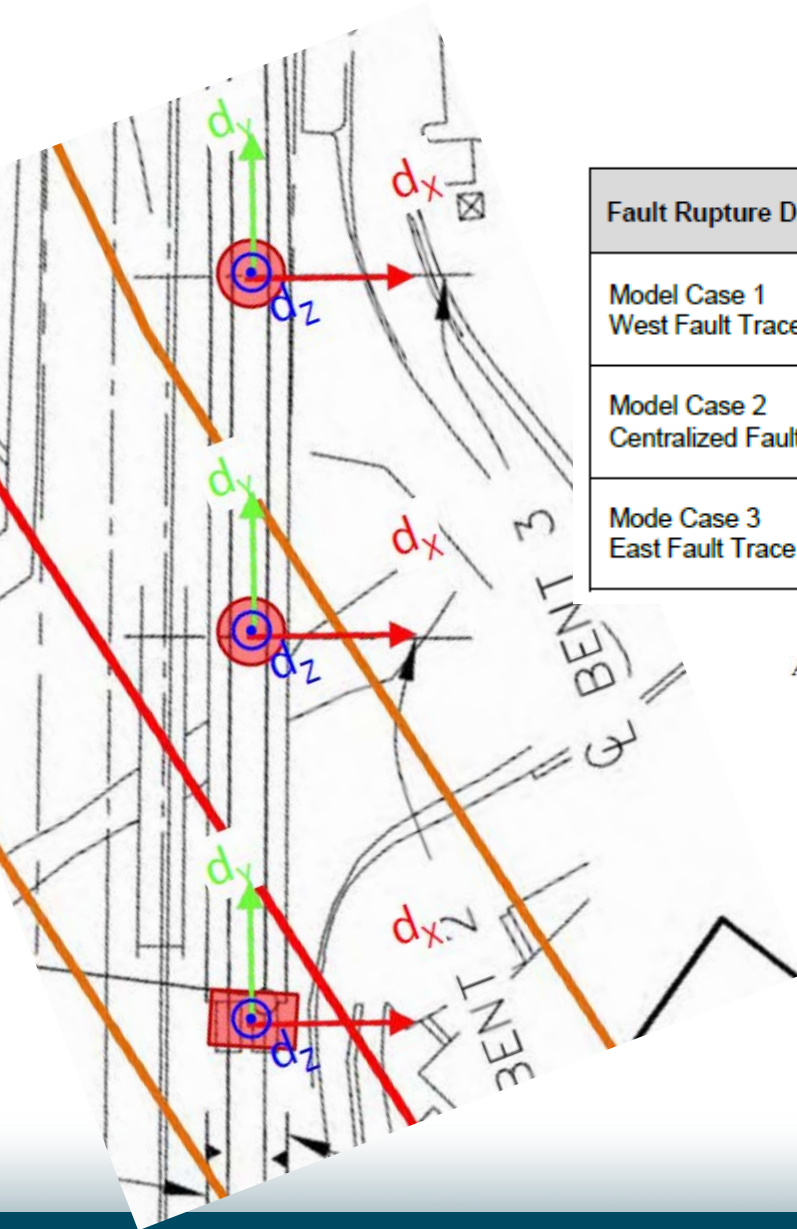 dY
dX
dZ
dY
dX
dZ
dY
dX
dZ
℄ BENT 3
BENT 2
Fault Rupture D
Model Case 1
West Fault Trace
Model Case 2
Centralized Fault
Mode Case 3
East Fault Trace